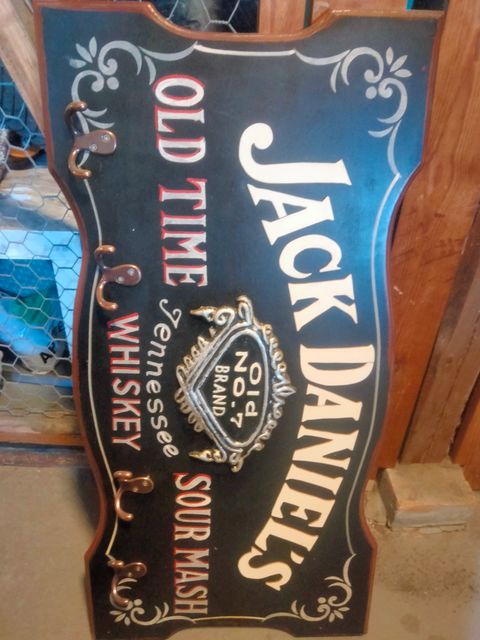 JACK DANIEL'S
Old
NO. 7
BRAND
OLD TIME SOUR MASH
Tennessee
WHISKEY